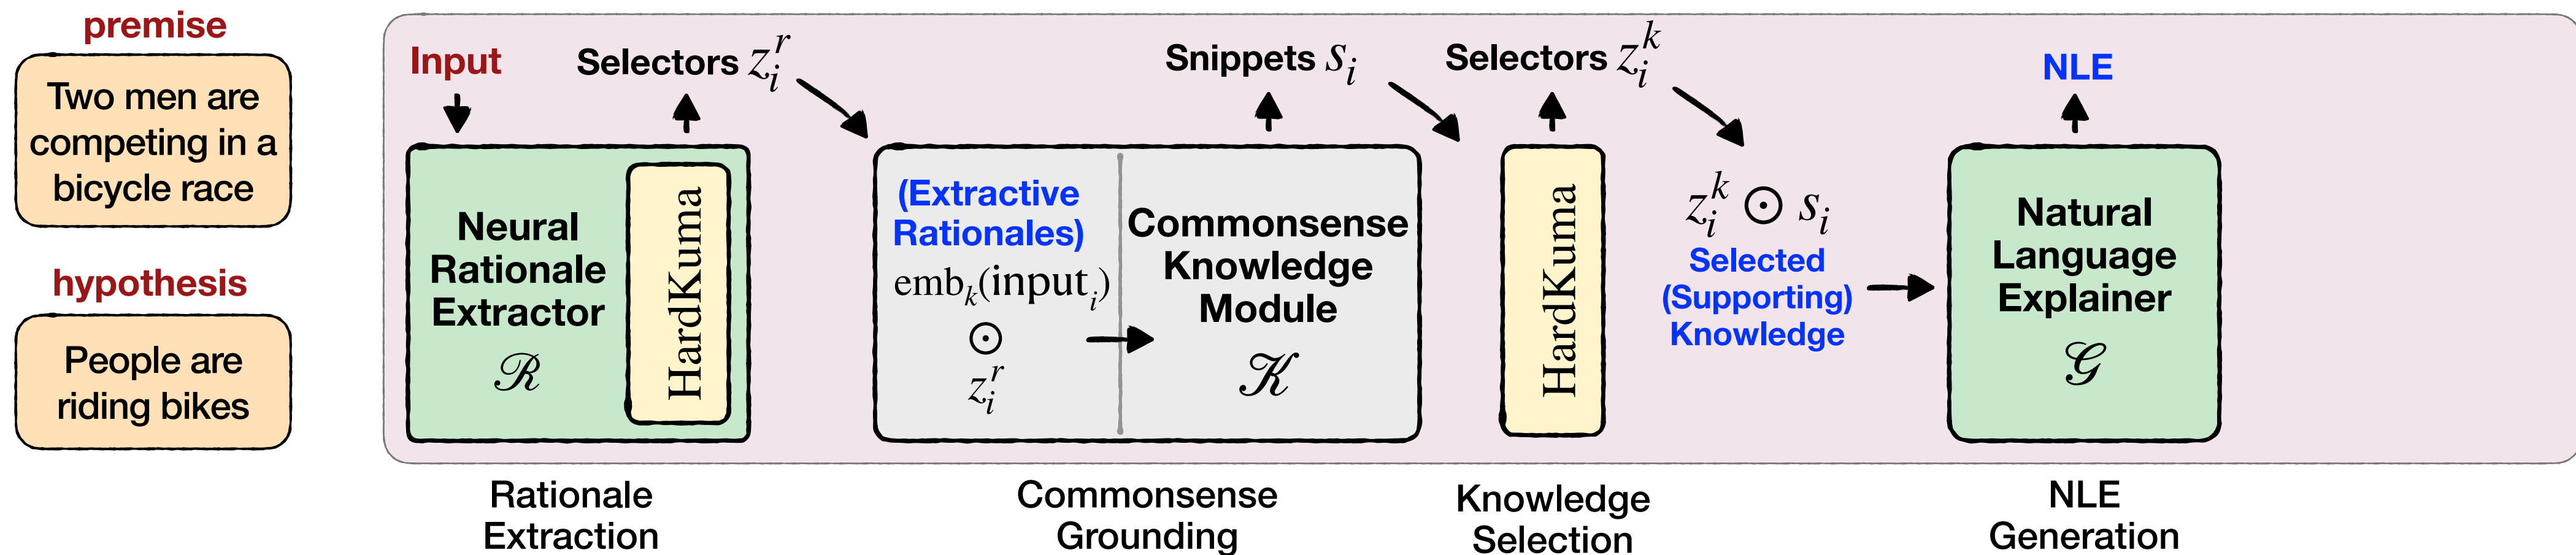 premise
Two men are
competing in a
bicycle race
hypothesis
People are
riding bikes
Input
Selectors z_i^r
Neural
Rationale
Extractor
ℛ
HardKuma
(Extractive
Rationales)
emb_k(input_i)
⊙
z_i^r
Snippets s_i
Commonsense
Knowledge
Module
𝒦
Selectors z_i^k
HardKuma
z_i^k ⊙ s_i
Selected
(Supporting)
Knowledge
NLE
Natural
Language
Explainer
𝒢
Rationale
Extraction
Commonsense
Grounding
Knowledge
Selection
NLE
Generation